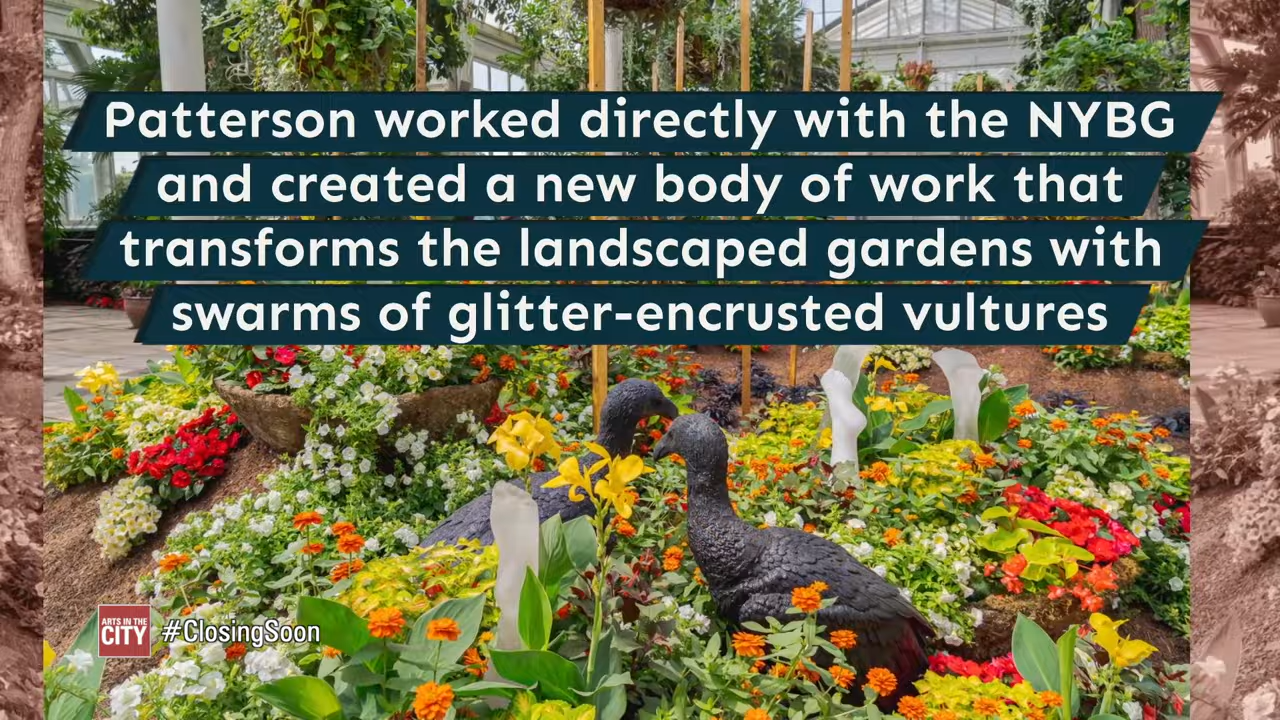 Patterson worked directly with the NYBG
and created a new body of work that
transforms the landscaped gardens with
swarms of glitter-encrusted vultures
ARTS IN THE
CITY
#ClosingSoon